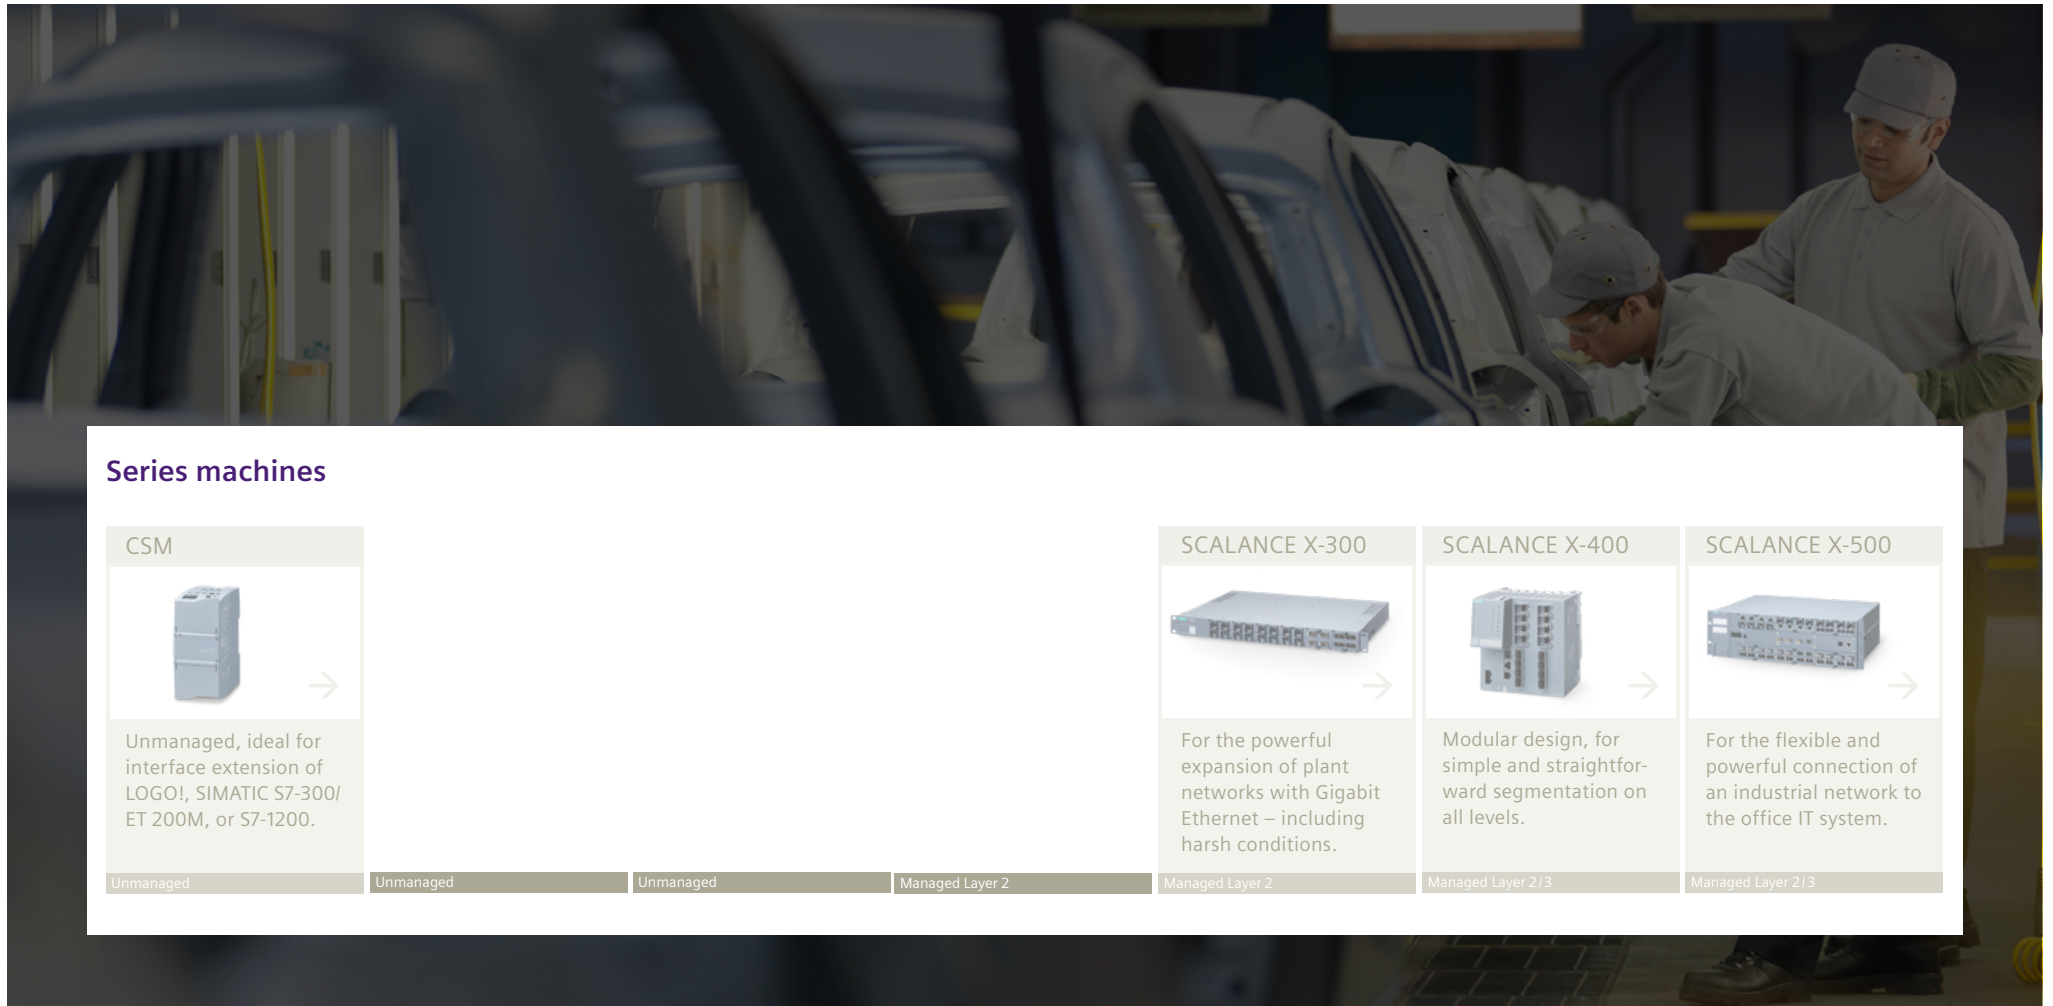 Series machines
CSM
Unmanaged, ideal for
interface extension of
LOGO!, SIMATIC S7-300/
ET 200M, or S7-1200.
Unmanaged
Unmanaged
Unmanaged
Managed Layer 2
SCALANCE X-300
For the powerful
expansion of plant
networks with Gigabit
Ethernet – including
harsh conditions.
Managed Layer 2
SCALANCE X-400
Modular design, for
simple and straightfor-
ward segmentation on
all levels.
Managed Layer 2/3
SCALANCE X-500
For the flexible and
powerful connection of
an industrial network to
the office IT system.
Managed Layer 2/3